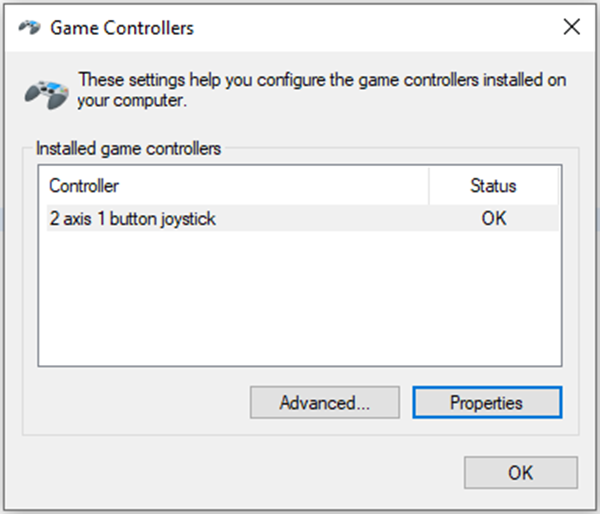 Game Controllers
These settings help you configure the game controllers installed on
your computer.
Installed game controllers
Controller Status
2 axis 1 button joystick OK
Advanced... Properties
OK